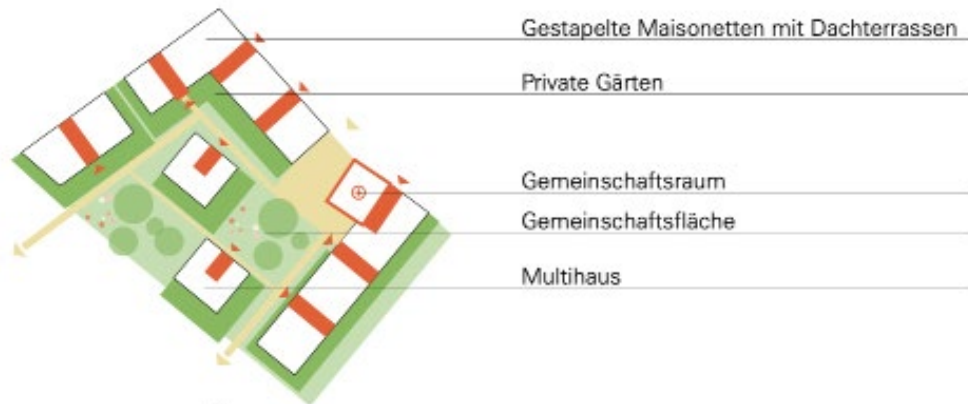 Gestapelte Maisonetten mit Dachterrassen
Private Gärten
Gemeinschaftsraum
Gemeinschaftsfläche
Multihaus